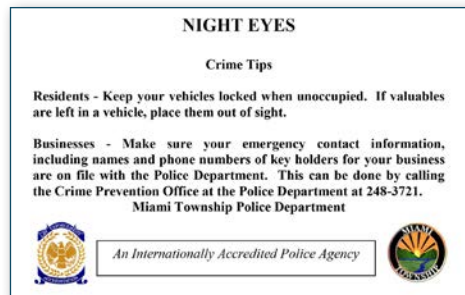 NIGHT EYES
Crime Tips
Residents - Keep your vehicles locked when unoccupied. If valuables
are left in a vehicle, place them out of sight.
Businesses - Make sure your emergency contact information,
including names and phone numbers of key holders for your business
are on file with the Police Department. This can be done by calling
the Crime Prevention Office at the Police Department at 248-3721.
Miami Township Police Department
An Internationally Accredited Police Agency
MIAMI
TOWNSHIP